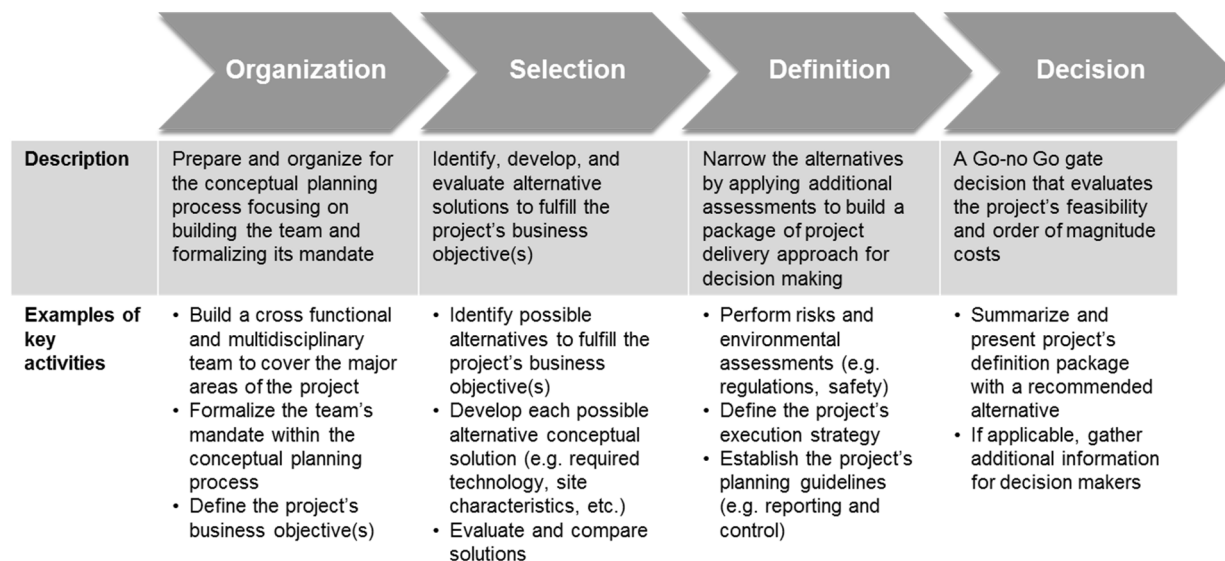 Organization
Selection
Definition
Decision
Description
Prepare and organize for
the conceptual planning
process focusing on
building the team and
formalizing its mandate
Identify, develop, and
evaluate alternative
solutions to fulfill the
project's business
objective(s)
Narrow the alternatives
by applying additional
assessments to build a
package of project
delivery approach for
decision making
A Go-no Go gate
decision that evaluates
the project's feasibility
and order of magnitude
costs
Examples of
key
activities
• Build a cross functional
and multidisciplinary
team to cover the major
areas of the project
• Formalize the team's
mandate within the
conceptual planning
process
• Define the project's
business objective(s)
• Identify possible
alternatives to fulfill the
project's business
objective(s)
• Develop each possible
alternative conceptual
solution (e.g. required
technology, site
characteristics, etc.)
• Evaluate and compare
solutions
• Perform risks and
environmental
assessments (e.g.
regulations, safety)
• Define the project's
execution strategy
• Establish the project's
planning guidelines
(e.g. reporting and
control)
• Summarize and
present project's
definition package
with a recommended
alternative
• If applicable, gather
additional information
for decision makers